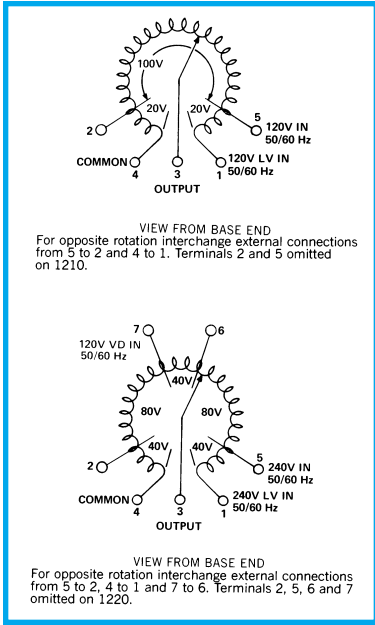 100V
20V
20V
2
5
120V IN
50/60 Hz
COMMON
4
3
1
120V LV IN
50/60 Hz
OUTPUT
VIEW FROM BASE END
For opposite rotation interchange external connections
from 5 to 2 and 4 to 1. Terminals 2 and 5 omitted
on 1210.
7
6
120V VD IN
50/60 Hz
40V
80V
80V
40V
40V
2
5
240V IN
50/60 Hz
COMMON
4
3
1
240V LV IN
50/60 Hz
OUTPUT
VIEW FROM BASE END
For opposite rotation interchange external connections
from 5 to 2, 4 to 1 and 7 to 6. Terminals 2, 5, 6 and 7
omitted on 1220.